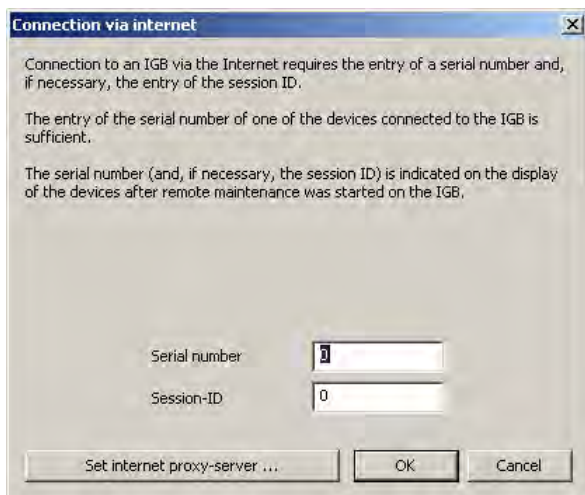 Connection via internet
Connection to an IGB via the Internet requires the entry of a serial number and,
if necessary, the entry of the session ID.
The entry of the serial number of one of the devices connected to the IGB is
sufficient.
The serial number (and, if necessary, the session ID) is indicated on the display
of the devices after remote maintenance was started on the IGB.
Serial number 0
Session-ID 0
Set internet proxy-server ... OK Cancel